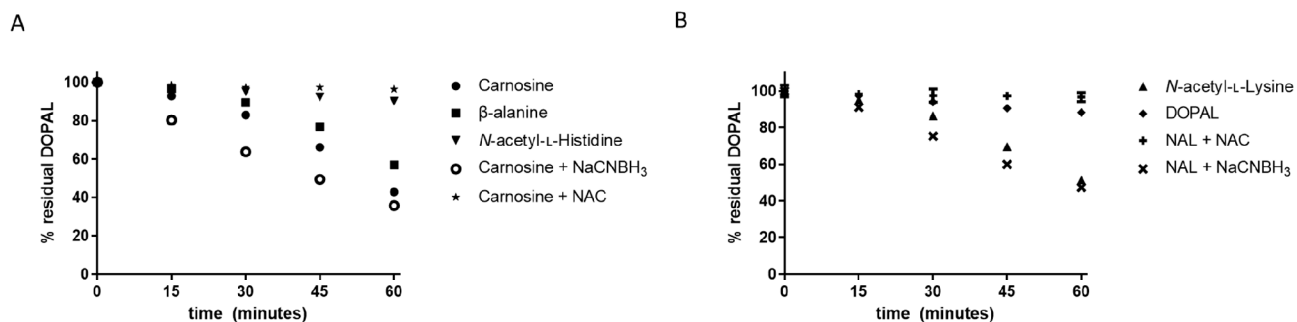 A
% residual DOPAL
100
80
60
40
20
0
0 15 30 45 60
time (minutes)
Carnosine
β-alanine
N-acetyl-L-Histidine
Carnosine + NaCNBH₃
Carnosine + NAC
B
% residual DOPAL
100
80
60
40
20
0
0 15 30 45 60
time (minutes)
N-acetyl-L-Lysine
DOPAL
NAL + NAC
NAL + NaCNBH₃